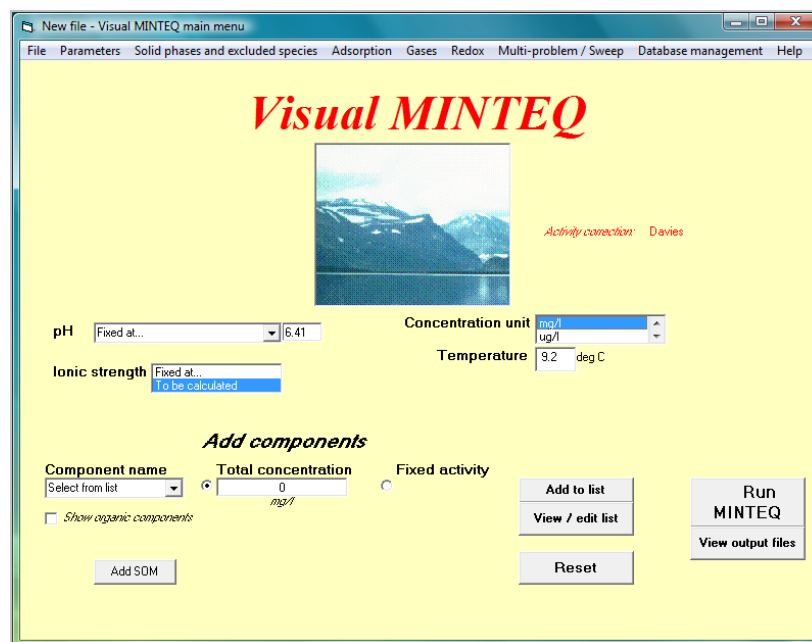 New file - Visual MINTEQ main menu
File Parameters Solid phases and excluded species Adsorption Gases Redox Multi-problem / Sweep Database management Help
Visual MINTEQ
Activity correction: Davies
pH Fixed at... 6.41
Concentration unit mg/l
ug/l
Temperature 9.2 deg C
Ionic strength Fixed at...
To be calculated
Add components
Component name Total concentration Fixed activity
Select from list 0
mg/l
Show organic components
Add to list
View / edit list
Run
MINTEQ
View output files
Add SOM
Reset